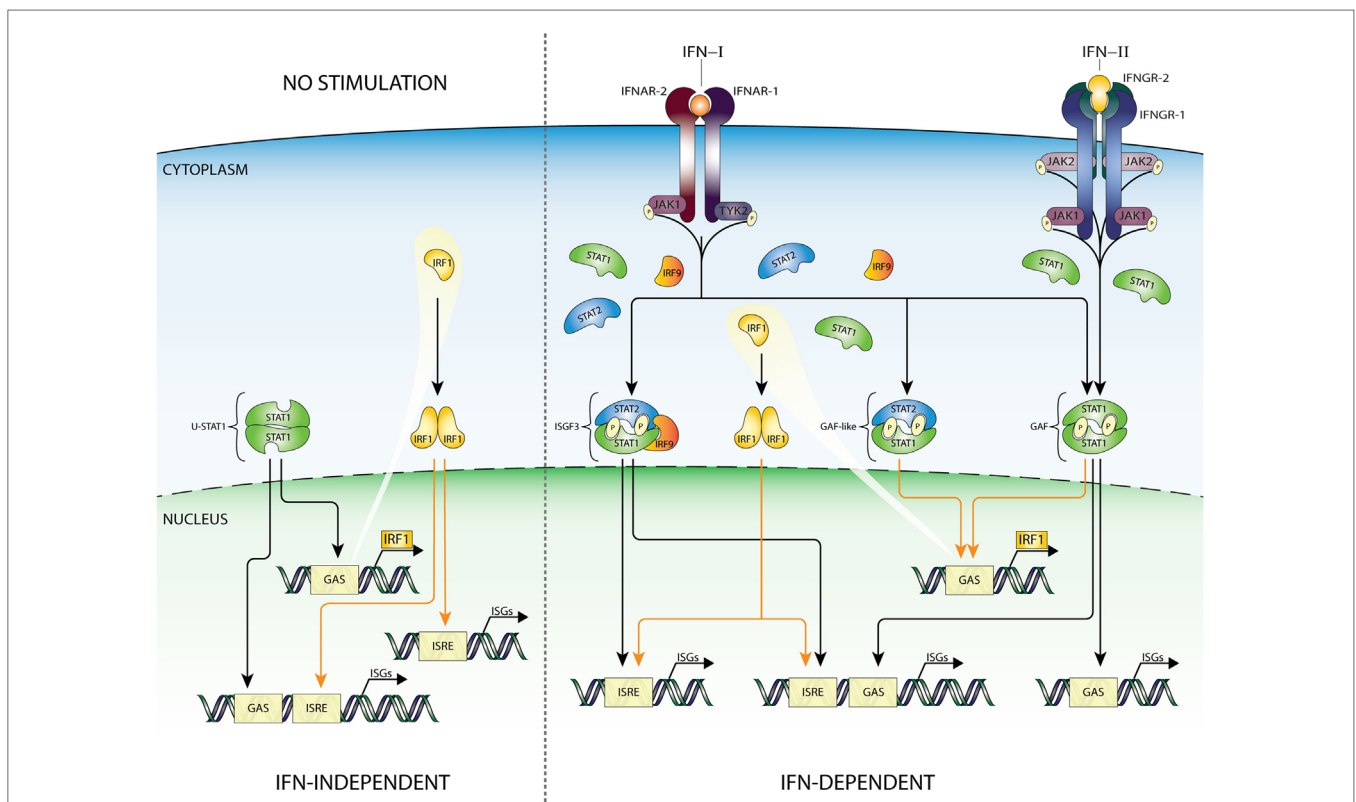 NO STIMULATION
IFN–I
IFN–II
IFNAR-2
IFNAR-1
IFNGR-2
IFNGR-1
CYTOPLASM
JAK2
JAK2
P
P
JAK1
TYK2
P
P
JAK1
JAK1
P
P
IRF1
STAT1
IRF9
STAT2
IRF9
STAT1
STAT1
STAT2
IRF1
STAT1
U-STAT1
STAT1
STAT1
IRF1
IRF1
ISGF3
STAT2
P
P
STAT1
IRF9
IRF1
IRF1
GAF-like
STAT2
P
P
STAT1
GAF
STAT1
P
P
STAT1
NUCLEUS
IRF1
GAS
IRF1
GAS
ISGs
ISRE
ISGs
GAS
ISRE
ISGs
ISRE
ISGs
ISRE
GAS
ISGs
GAS
IFN-INDEPENDENT
IFN-DEPENDENT